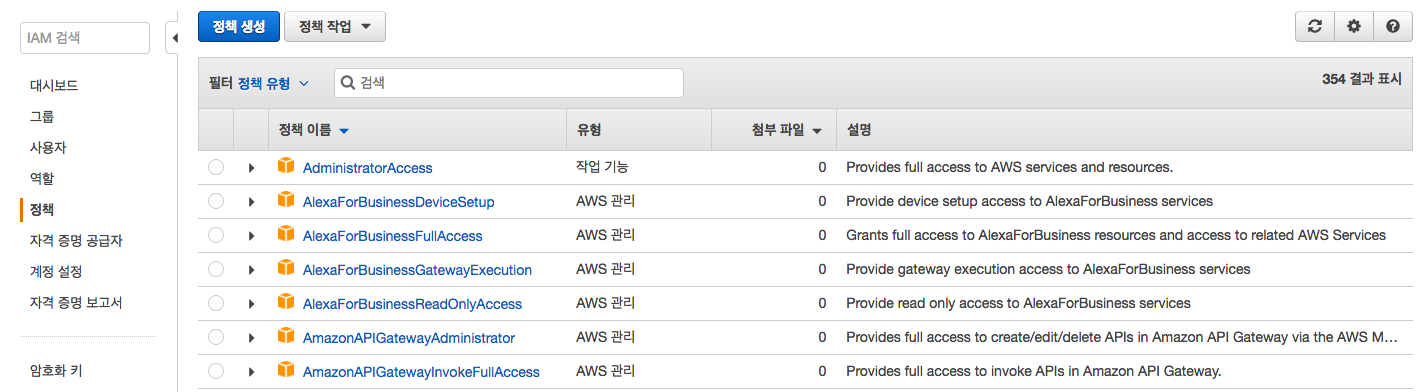 IAM 검색
대시보드
그룹
사용자
역할
정책
자격 증명 공급자
계정 설정
자격 증명 보고서
암호화 키
정책 생성 정책 작업
필터 정책 유형 검색 354 결과 표시
정책 이름 유형 첨부 파일 설명
AdministratorAccess 작업 기능 0 Provides full access to AWS services and resources.
AlexaForBusinessDeviceSetup AWS 관리 0 Provide device setup access to AlexaForBusiness services
AlexaForBusinessFullAccess AWS 관리 0 Grants full access to AlexaForBusiness resources and access to related AWS Services
AlexaForBusinessGatewayExecution AWS 관리 0 Provide gateway execution access to AlexaForBusiness services
AlexaForBusinessReadOnlyAccess AWS 관리 0 Provide read only access to AlexaForBusiness services
AmazonAPIGatewayAdministrator AWS 관리 0 Provides full access to create/edit/delete APIs in Amazon API Gateway via the AWS M...
AmazonAPIGatewayInvokeFullAccess AWS 관리 0 Provides full access to invoke APIs in Amazon API Gateway.